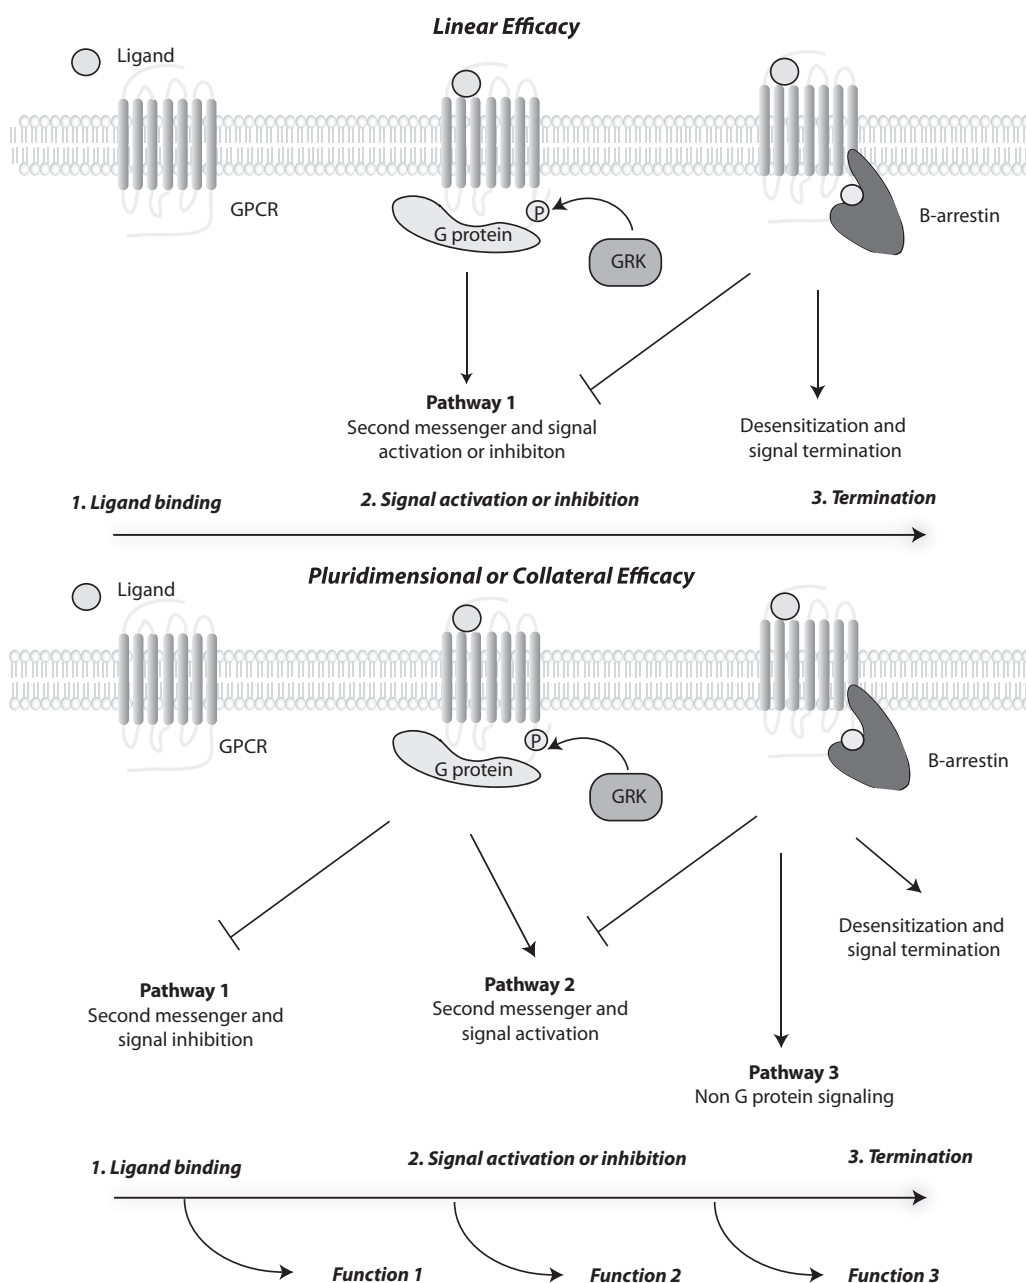 Linear Efficacy
Ligand
GPCR
G protein
P
GRK
B-arrestin
Pathway 1
Second messenger and signal
activation or inhibiton
Desensitization and
signal termination
1. Ligand binding
2. Signal activation or inhibition
3. Termination
Pluridimensional or Collateral Efficacy
Ligand
GPCR
G protein
P
GRK
B-arrestin
Desensitization and
signal termination
Pathway 1
Second messenger and
signal inhibition
Pathway 2
Second messenger and
signal activation
Pathway 3
Non G protein signaling
1. Ligand binding
2. Signal activation or inhibition
3. Termination
Function 1
Function 2
Function 3